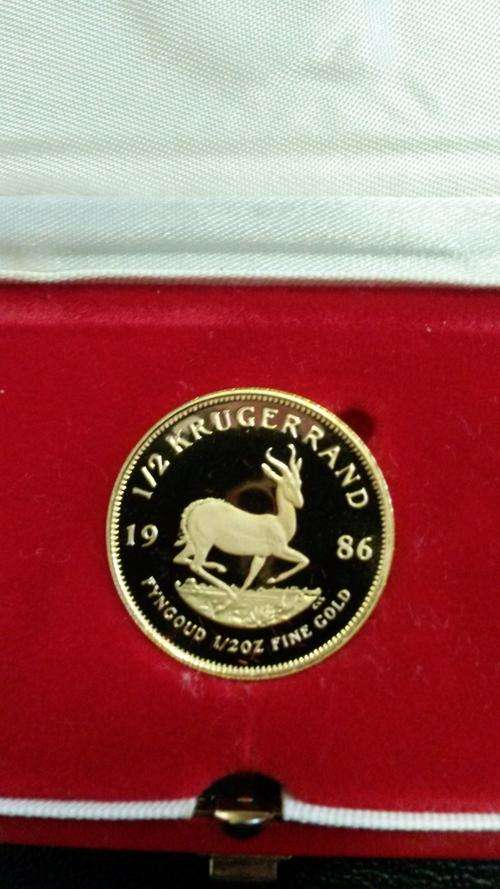 1/2 KRUGERRAND
19 86
FYNGOUD 1/2OZ FINE GOLD